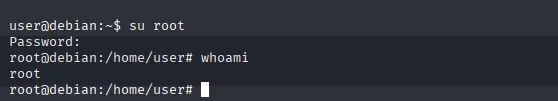 user@debian:~$ su root
Password:
root@debian:/home/user# whoami
root
root@debian:/home/user#